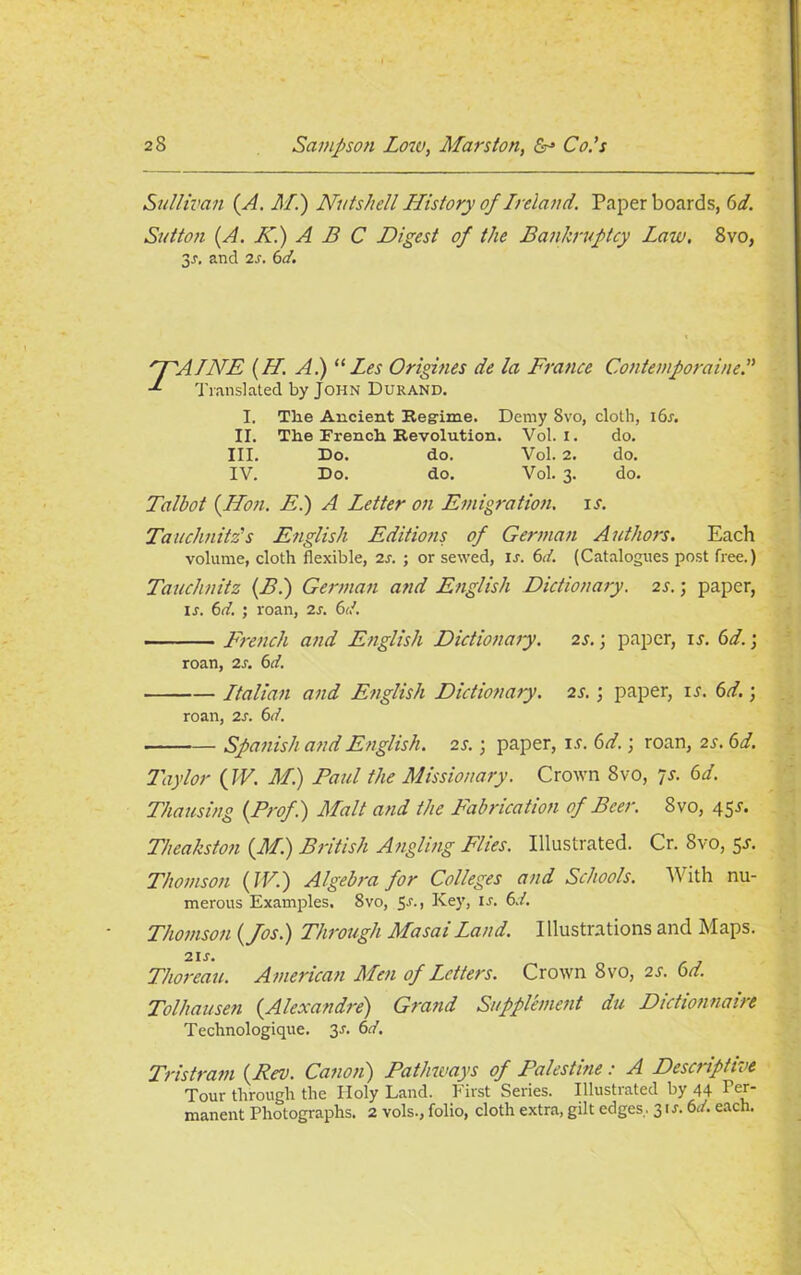 28 Sampson Low, Marston, & Co.'s
Sullivan (A. M.) Nutshell History of Ireland. Paper boards, 6d.
Sutton (A. K.) A B C Digest of the Bankruptcy Law. 8vo,
3s. and 2s. 6d.
TAINE (H. A.) “Les Origines de la France Contemporaine.”
Translated by JOHN DURAND.
I. The Ancient Regime. Demy 8vo, cloth, 16s.
II. The French Revolution. Vol. 1. do.
III. Do. do. Vol. 2. do.
IV. Do. do. Vol. 3. do.
Talbot (Hon. E.) A Letter on Emigration. 1s.
Tauchnitz's English Editions of German Authors. Each
volume, cloth flexible, 2s. ; or sewed, 1s. 6d. (Catalogues post free.)
Tauchnitz (B.) German and English Dictionary. 2s.; paper,
1s. 6d. ; roan, 2s. 6d.
——— French and English Dictionary. 2s.; paper, 1s. 6d.;
roan, 2s. 6d.
——— Italian and English Dictionary. 2s. ; paper, 1s. 6d. ;
roan, 2s. 6d.
——— Spanish and English. 2s. ; paper, 1s. 6d. ; roan, 2s. 6d.
Taylor (W. M.) Paul the Missionary. Crown 8vo, 7s. 6d.
Thausing (Prof.) Malt and the Fabrication of Beer. 8vo, 45s.
Theakston (M.) British Angling Flies. Illustrated. Cr. 8vo, 5s.
Thomson (W.) Algebra for Colleges and Schools. With nu-
merous Examples. 8vo, 5s., Key, 1s. 6d.
Thomson (Jos.) Through Masai Land. Illustrations and Maps.
21s.
Thoreau. American Men of Letters. Crown 8vo, 2s. 6d.
Tolhausen (Alexandre) Grand Supplément du Dictionnaire
Technologique. 3s. 6d.
Tristram (Rev. Canon) Pathways of Palestine : A Descriptive
Tour through the Holy Land. First Series. Illustrated by 44 Per-
manent Photographs. 2 vols., folio, cloth extra, gilt edges, 31s. 6d. each.